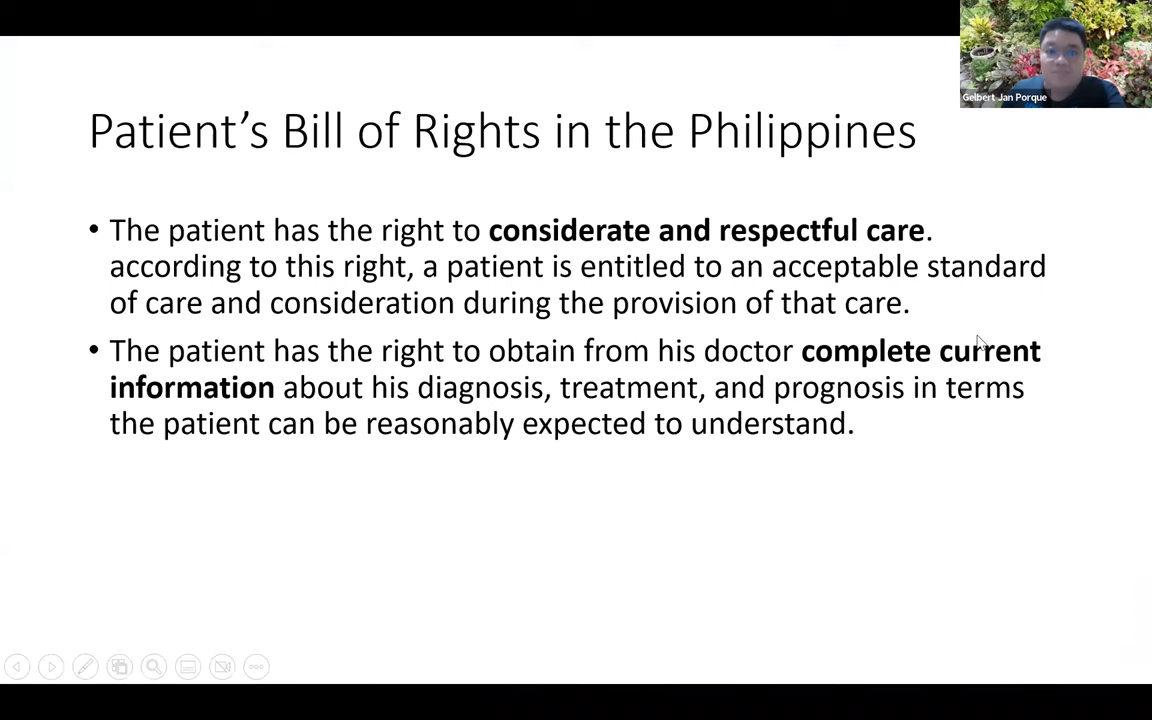 Gelbert Jan Porque
Patient's Bill of Rights in the Philippines
• The patient has the right to considerate and respectful care.
according to this right, a patient is entitled to an acceptable standard
of care and consideration during the provision of that care.
• The patient has the right to obtain from his doctor complete current
information about his diagnosis, treatment, and prognosis in terms
the patient can be reasonably expected to understand.